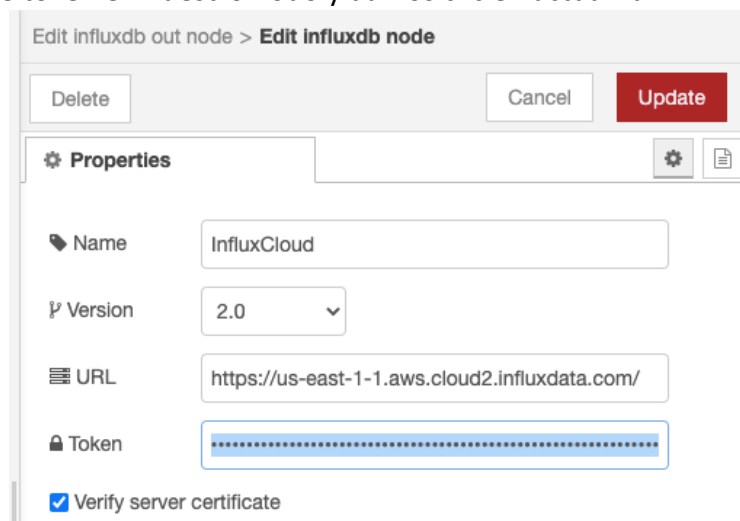 Edit influxdb out node > Edit influxdb node
Delete Cancel Update
Properties
Name InfluxCloud
Version 2.0
URL https://us-east-1-1.aws.cloud2.influxdata.com/
Token ••••••••••••••••••••••••••••••••••••••••••••••••••••••••••••••••
Verify server certificate